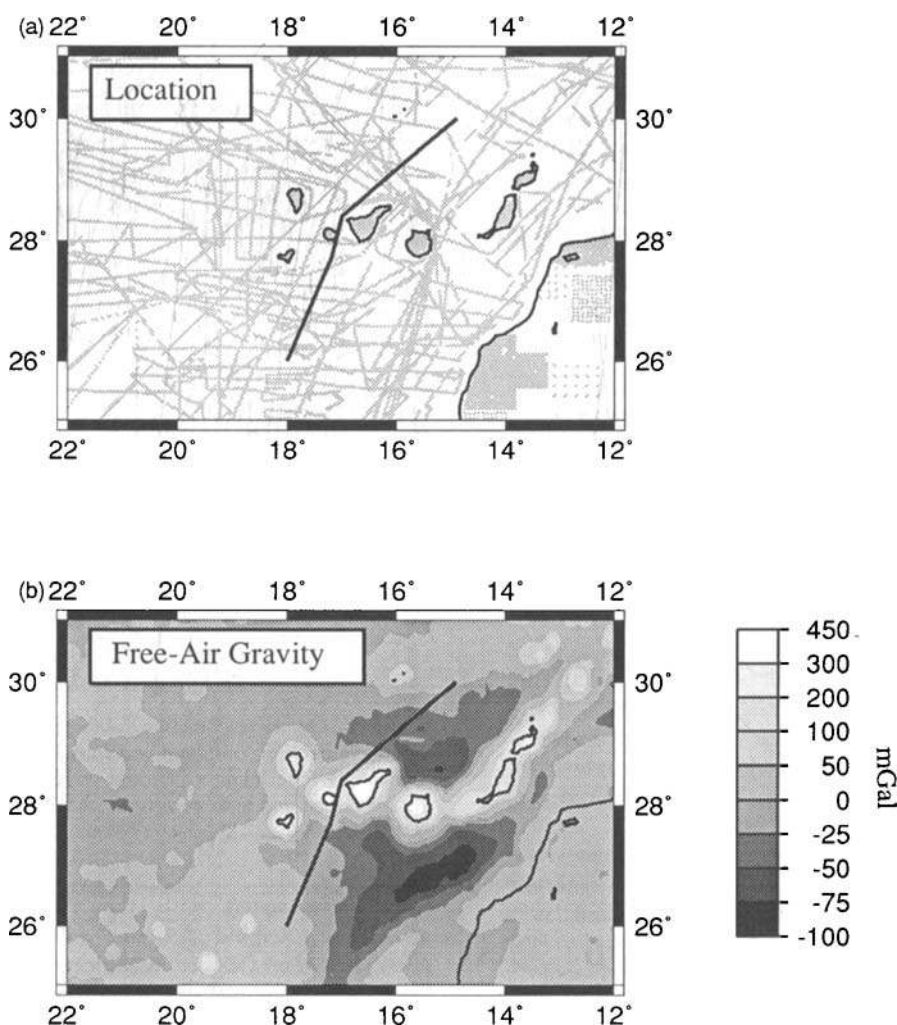 (a) 22˚ 20˚ 18˚ 16˚ 14˚ 12˚
Location
30˚ 30˚
28˚ 28˚
26˚ 26˚
22˚ 20˚ 18˚ 16˚ 14˚ 12˚
(b) 22˚ 20˚ 18˚ 16˚ 14˚ 12˚
Free-Air Gravity
30˚ 30˚
28˚ 28˚
26˚ 26˚
22˚ 20˚ 18˚ 16˚ 14˚ 12˚
450
300
200
100
50
0
-25
-50
-75
-100
mGal